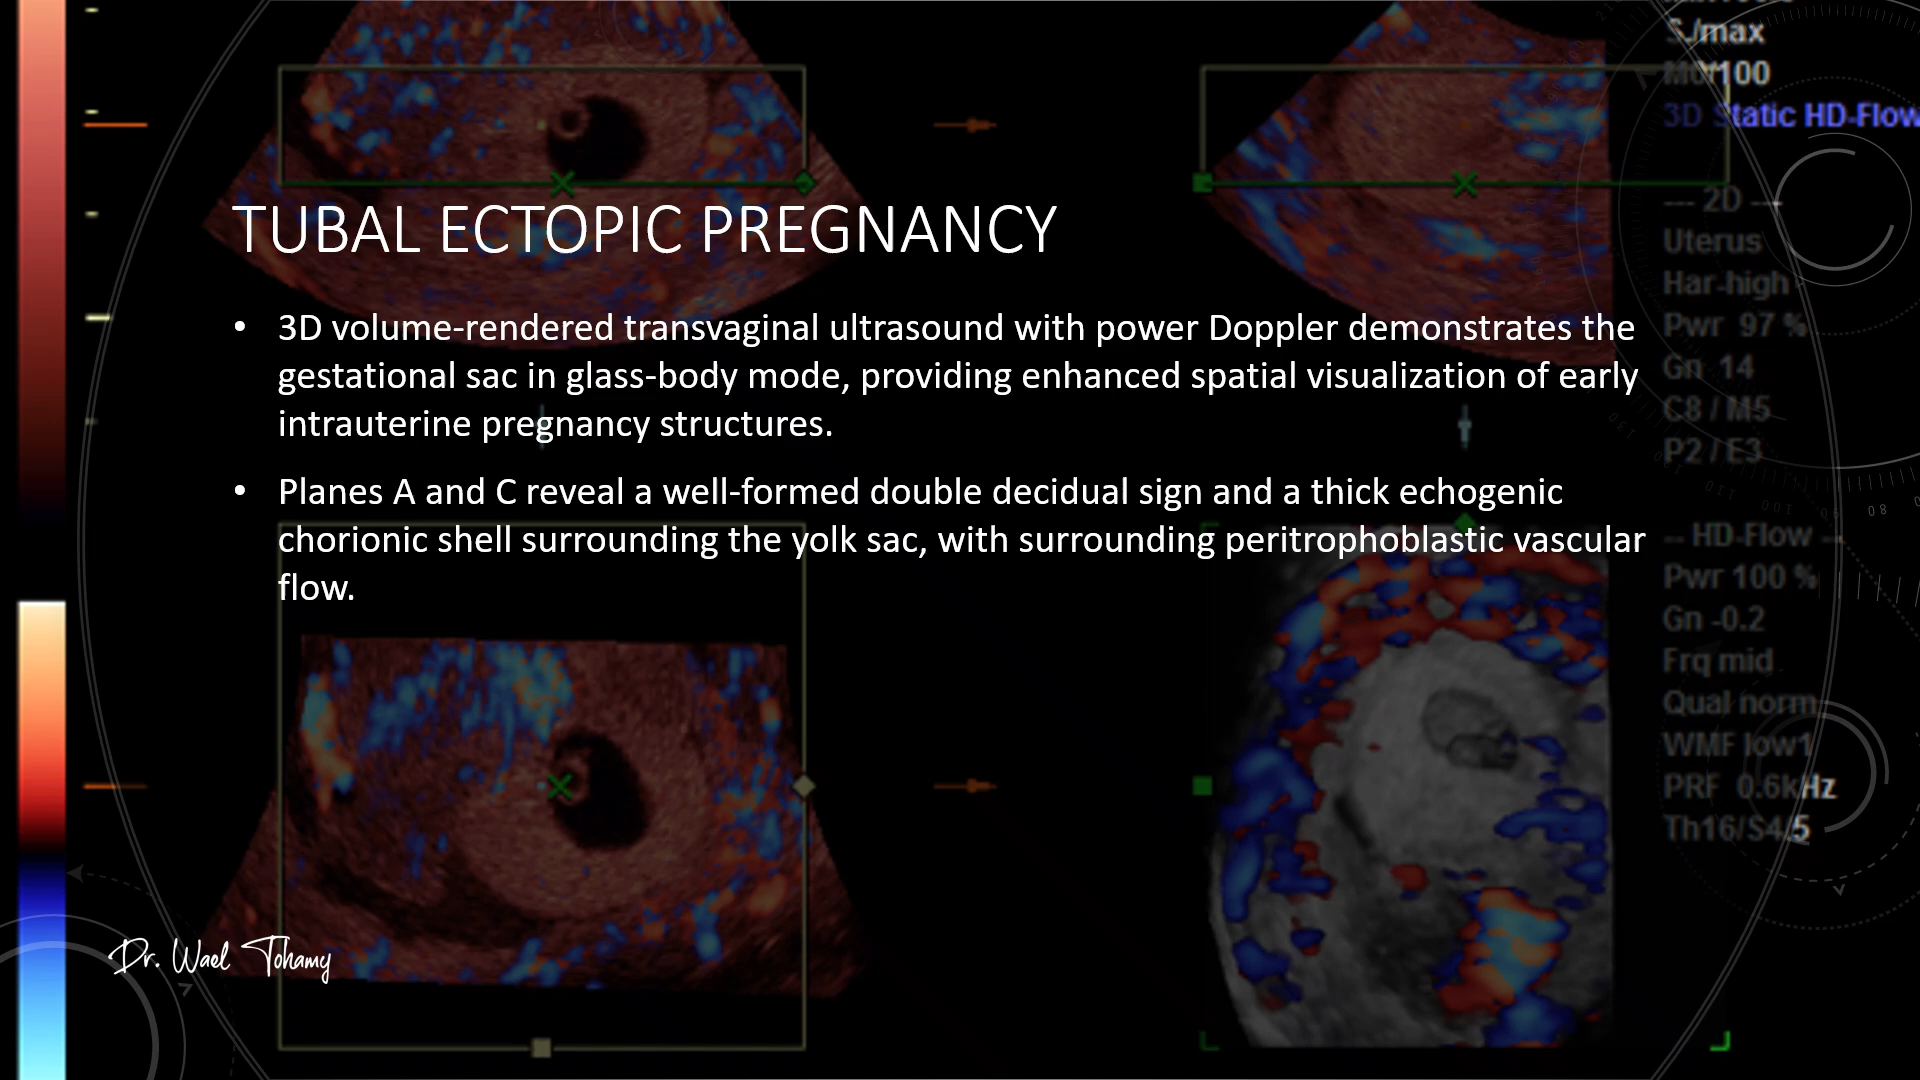 S./max
3D Static HD-Flow
TUBAL ECTOPIC PREGNANCY
• 3D volume-rendered transvaginal ultrasound with power Doppler demonstrates the
gestational sac in glass-body mode, providing enhanced spatial visualization of early
intrauterine pregnancy structures.
• Planes A and C reveal a well-formed double decidual sign and a thick echogenic
chorionic shell surrounding the yolk sac, with surrounding peritrophoblastic vascular
flow.
--- 2D ---
Uterus
Har-high
Pwr 97 %
Gn 14
C8 / M5
P2 / E3
-- HD-Flow --
Pwr 100 %
Gn -0.2
Frq mid
Qual norm
WMF low1
PRF 0.6kHz
Th16/S4/5
Dr. Wael Tohamy